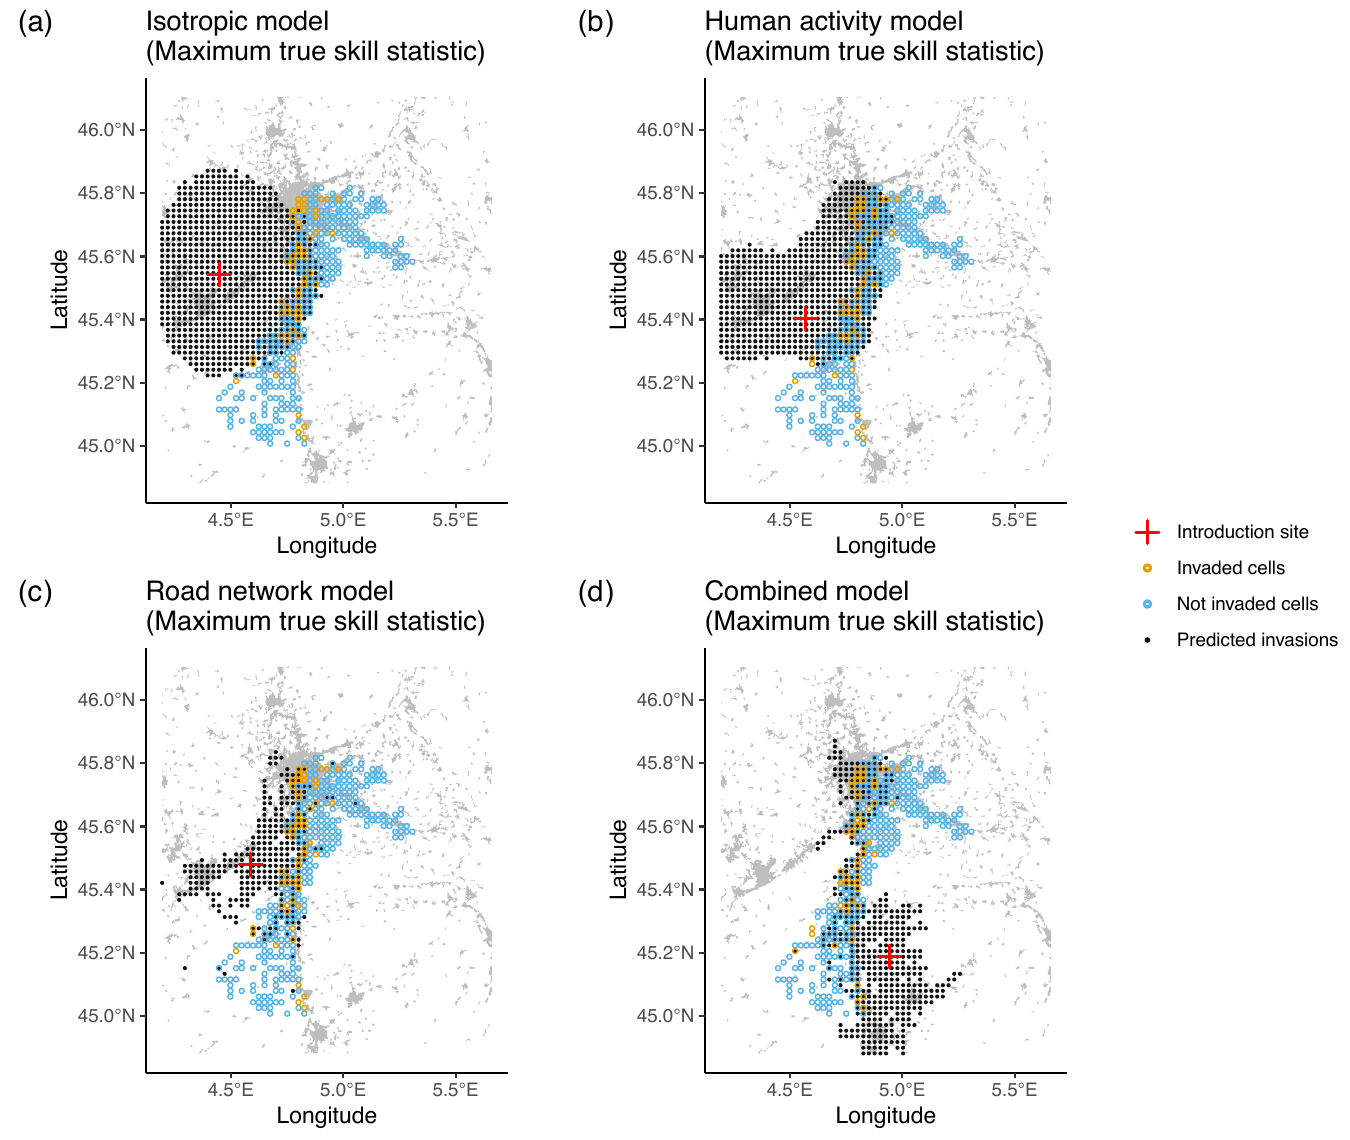 (a)
Isotropic model
(Maximum true skill statistic)
46.0°N
45.8°N
45.6°N
45.4°N
45.2°N
45.0°N
Latitude
4.5°E 5.0°E 5.5°E
Longitude
(b)
Human activity model
(Maximum true skill statistic)
46.0°N
45.8°N
45.6°N
45.4°N
45.2°N
45.0°N
Latitude
4.5°E 5.0°E 5.5°E
Longitude
(c)
Road network model
(Maximum true skill statistic)
46.0°N
45.8°N
45.6°N
45.4°N
45.2°N
45.0°N
Latitude
4.5°E 5.0°E 5.5°E
Longitude
(d)
Combined model
(Maximum true skill statistic)
46.0°N
45.8°N
45.6°N
45.4°N
45.2°N
45.0°N
Latitude
4.5°E 5.0°E 5.5°E
Longitude
Introduction site
Invaded cells
Not invaded cells
Predicted invasions